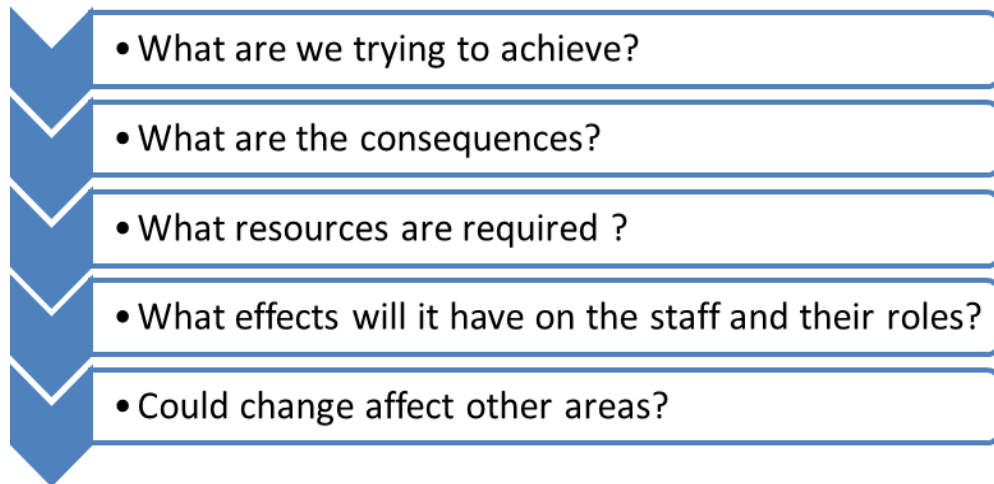 • What are we trying to achieve?
• What are the consequences?
• What resources are required ?
• What effects will it have on the staff and their roles?
• Could change affect other areas?